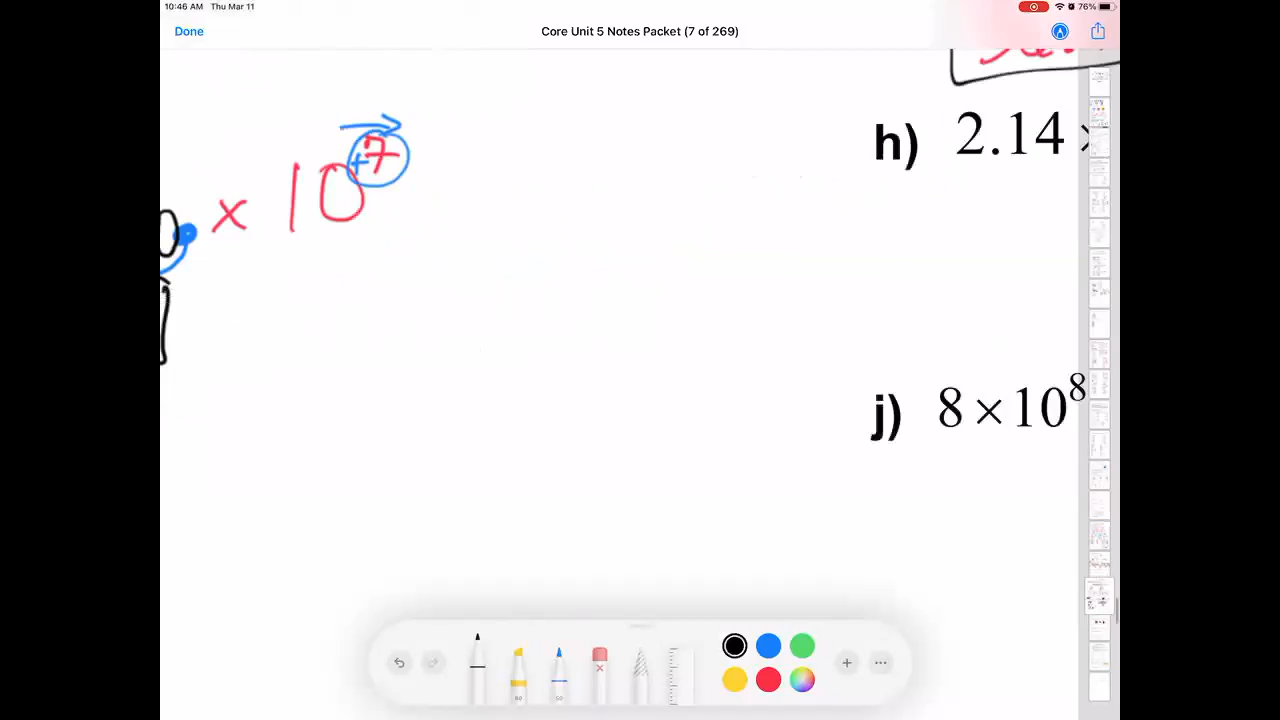 10:46 AM Thu Mar 11
76%
Done
Core Unit 5 Notes Packet (7 of 269)
h) 2.14 ×
× 10⁺⁷
j) 8 × 10⁸